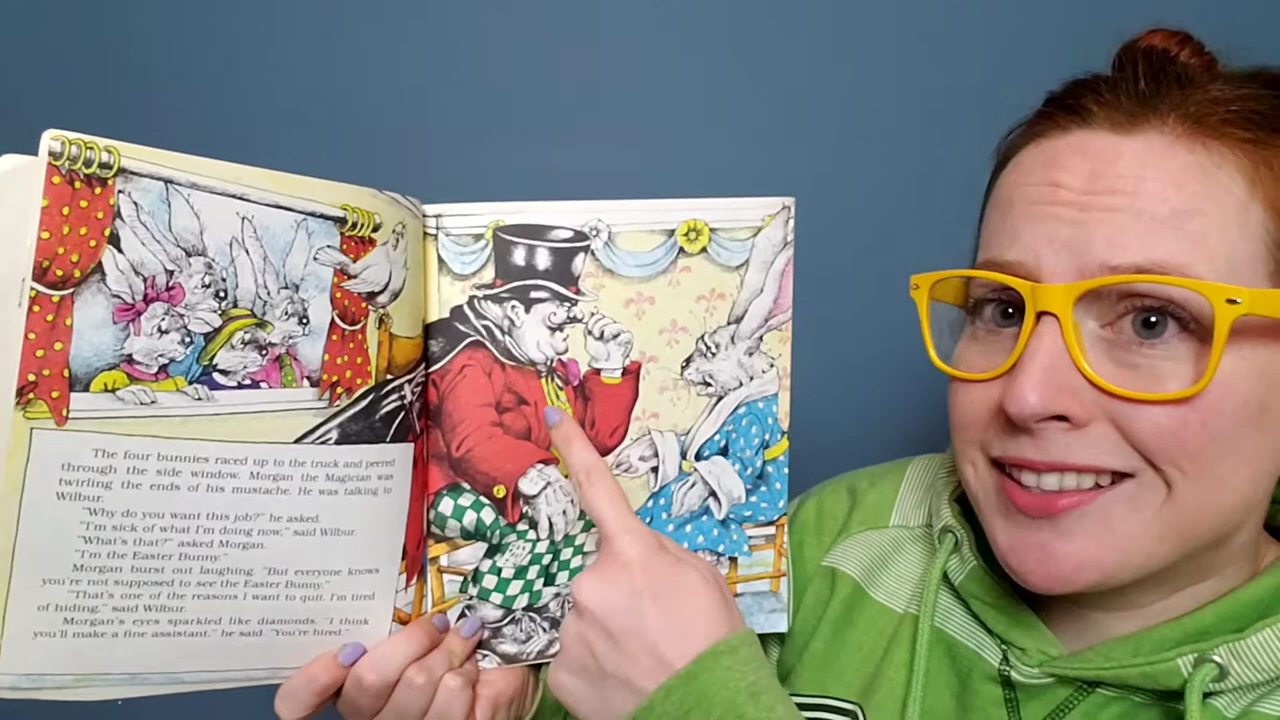 The four bunnies raced up to the truck and peered
through the side window. Morgan the Magician was
twirling the ends of his mustache. He was talking to
Wilbur.
"Why do you want this job?" he asked.
"I'm sick of what I'm doing now," said Wilbur.
"What's that?" asked Morgan.
"I'm the Easter Bunny."
Morgan burst out laughing. "But everyone knows
you're not supposed to see the Easter Bunny."
"That's one of the reasons I want to quit. I'm tired
of hiding," said Wilbur.
Morgan's eyes sparkled like diamonds. "I think
you'll make a fine assistant," he said. "You're hired."